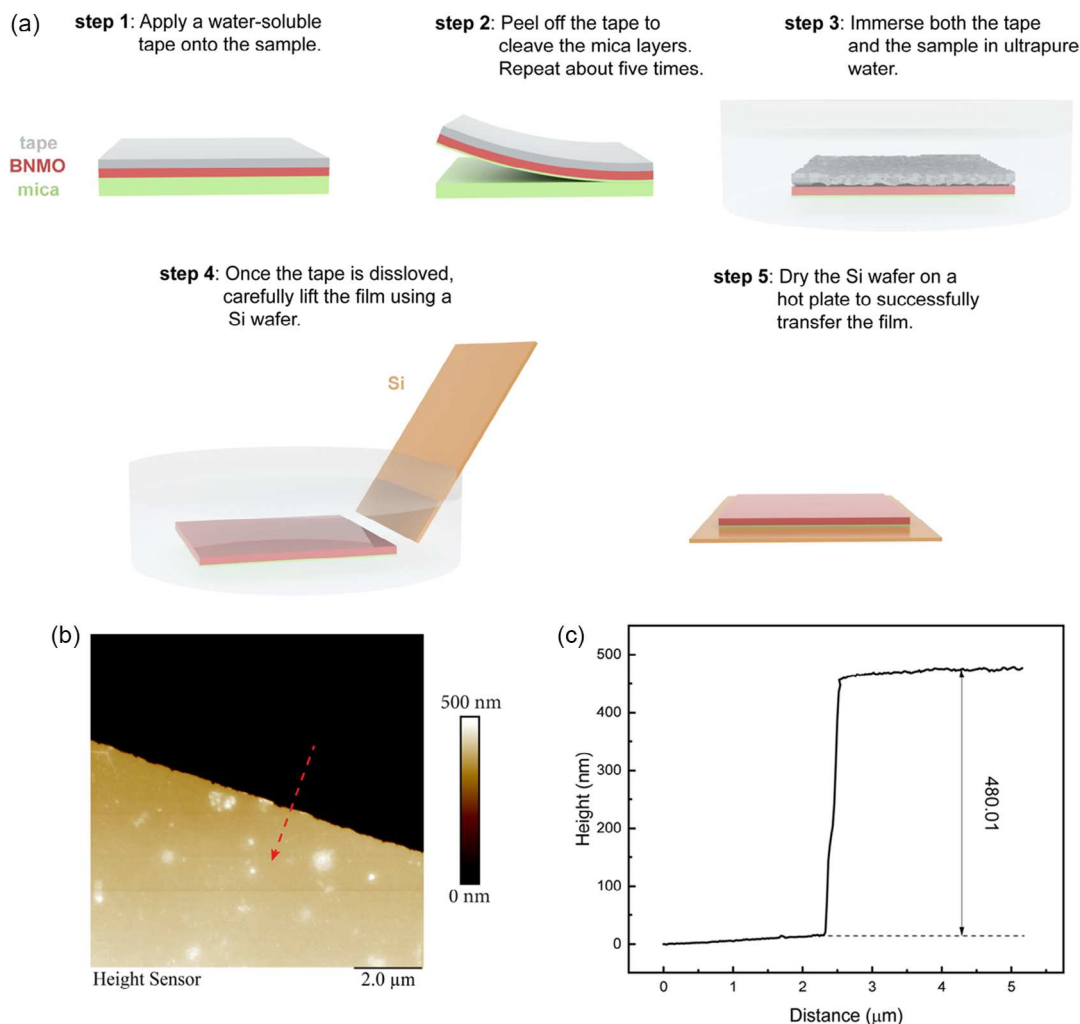 (a)
step 1: Apply a water-soluble
tape onto the sample.
step 2: Peel off the tape to
cleave the mica layers.
Repeat about five times.
step 3: Immerse both the tape
and the sample in ultrapure
water.
tape
BNMO
mica
step 4: Once the tape is dissloved,
carefully lift the film using a
Si wafer.
Si
step 5: Dry the Si wafer on a
hot plate to successfully
transfer the film.
(b)
500 nm
0 nm
Height Sensor
2.0 µm
(c)
Height (nm)
500
400
300
200
100
0
480.01
0 1 2 3 4 5
Distance (µm)